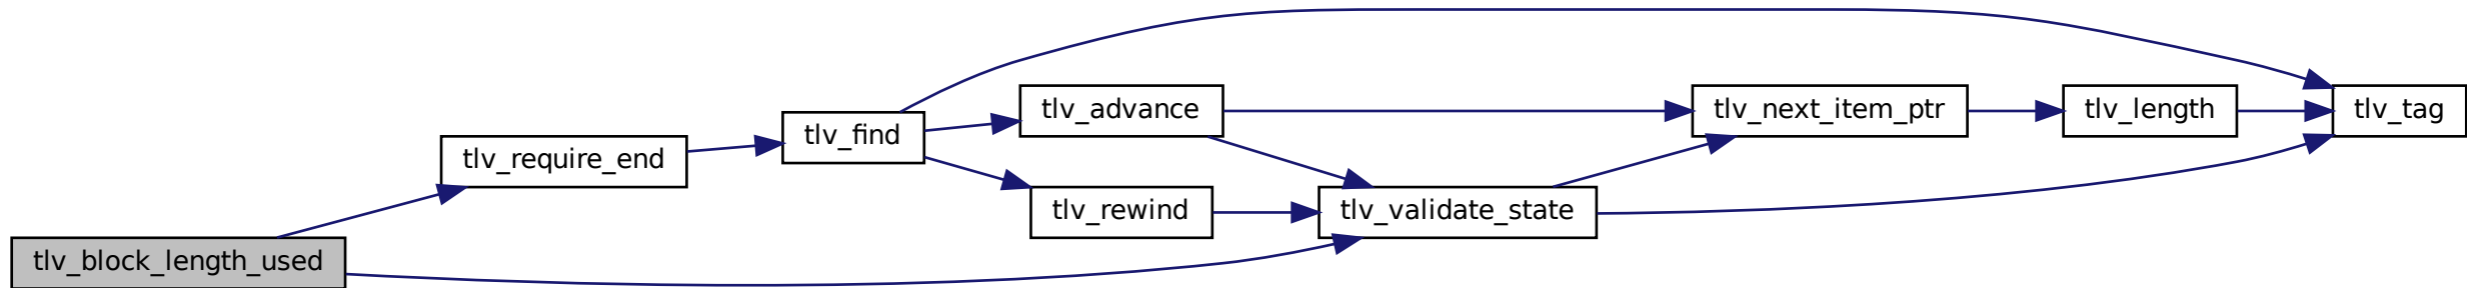 tlv_block_length_used
tlv_require_end
tlv_find
tlv_advance
tlv_rewind
tlv_validate_state
tlv_next_item_ptr
tlv_length
tlv_tag